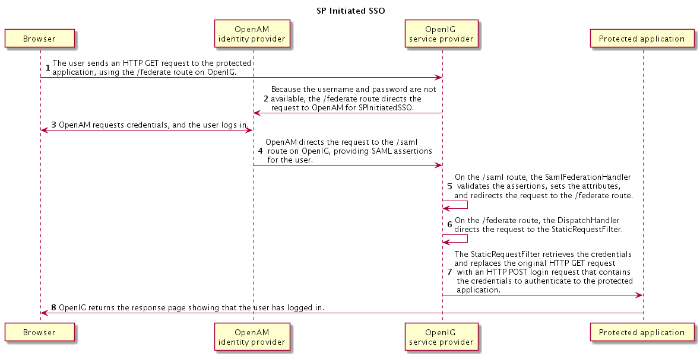 SP Initiated SSO
Browser
OpenAM
identity provider
OpenIG
service provider
Protected application
1 The user sends an HTTP GET request to the protected
application, using the /federate route on OpenIG.
Because the username and password are not
2 available, the /federate route directs the
request to OpenAM for SPInitiatedSSO.
3 OpenAM requests credentials, and the user logs in.
OpenAM directs the request to the /saml
4 route on OpenIG, providing SAML assertions
for the user.
On the /saml route, the SamlFederationHandler
5 validates the assertions, sets the attributes,
and redirects the request to the /federate route.
6 On the /federate route, the DispatchHandler
directs the request to the StaticRequestFilter.
The StaticRequestFilter retrieves the credentials
and replaces the original HTTP GET request
7 with an HTTP POST login request that contains
the credentials to authenticate to the protected
application.
8 OpenIG returns the response page showing that the user has logged in.
Browser
OpenAM
identity provider
OpenIG
service provider
Protected application